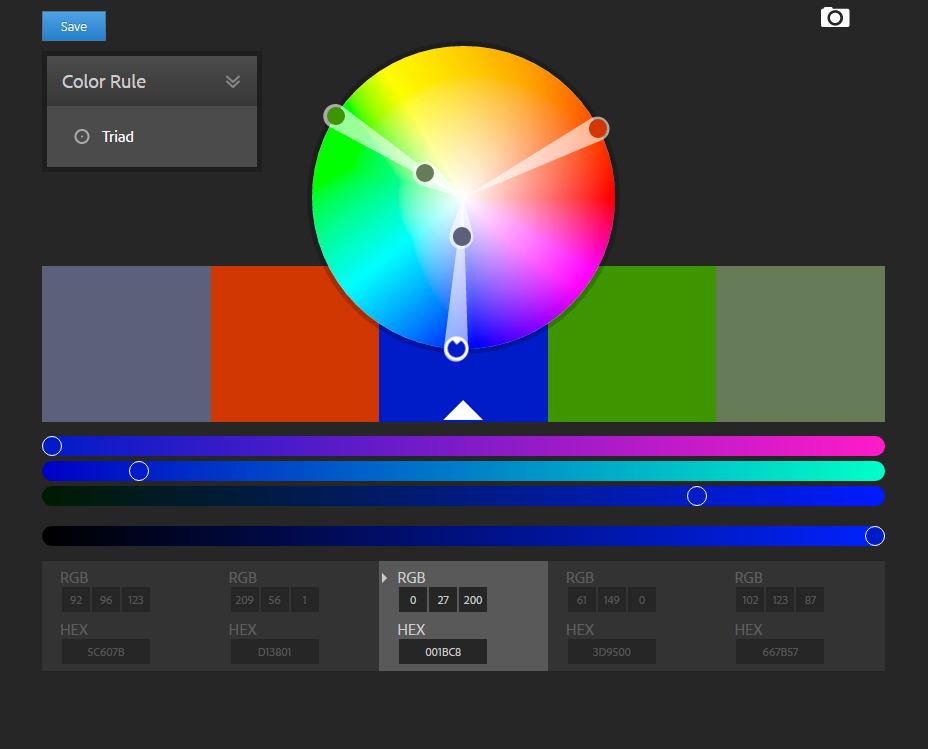 Save
Color Rule
Triad
RGB RGB RGB RGB RGB
92 96 123 209 56 1 0 27 200 61 149 0 102 123 87
HEX HEX HEX HEX HEX
5C607B D13801 001BC8 3D9500 667B57